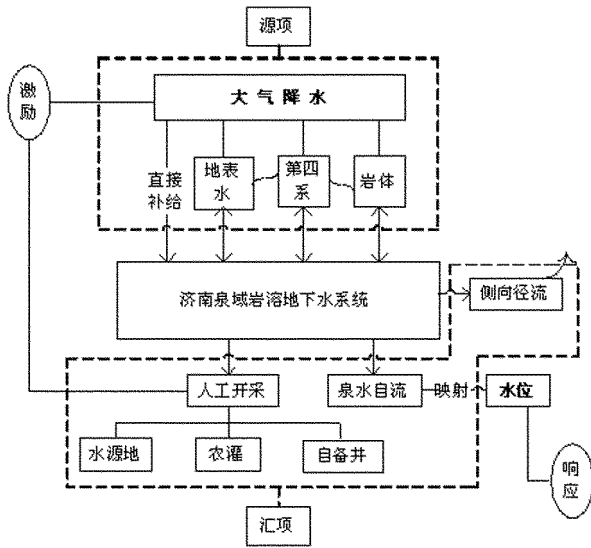 源项
激励
大气降水
直接补给
地表水
第四系
岩体
济南泉域岩溶地下水系统
侧向径流
人工开采
泉水自流
映射
水位
水源地
农灌
自备井
响应
汇项